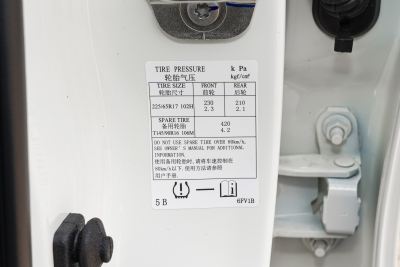 TIRE PRESSURE k Pa
轮胎气压 kgf/cm²
TIRE SIZE FRONT REAR
轮胎尺寸 前轮 后轮
225/65R17 102H 230 210
2.3 2.1
SPARE TIRE 420
备用轮胎 4.2
T145/90R16 106M
DO NOT USE SPARE TIRE OVER 80km/h,
SEE OWNER'S MANUAL FOR ADDITIONAL
INFORMATION.
使用备用轮胎时,请将车速控制在
80km/h以下.使用方法请参照
用户手册.
5 B 6FV1B